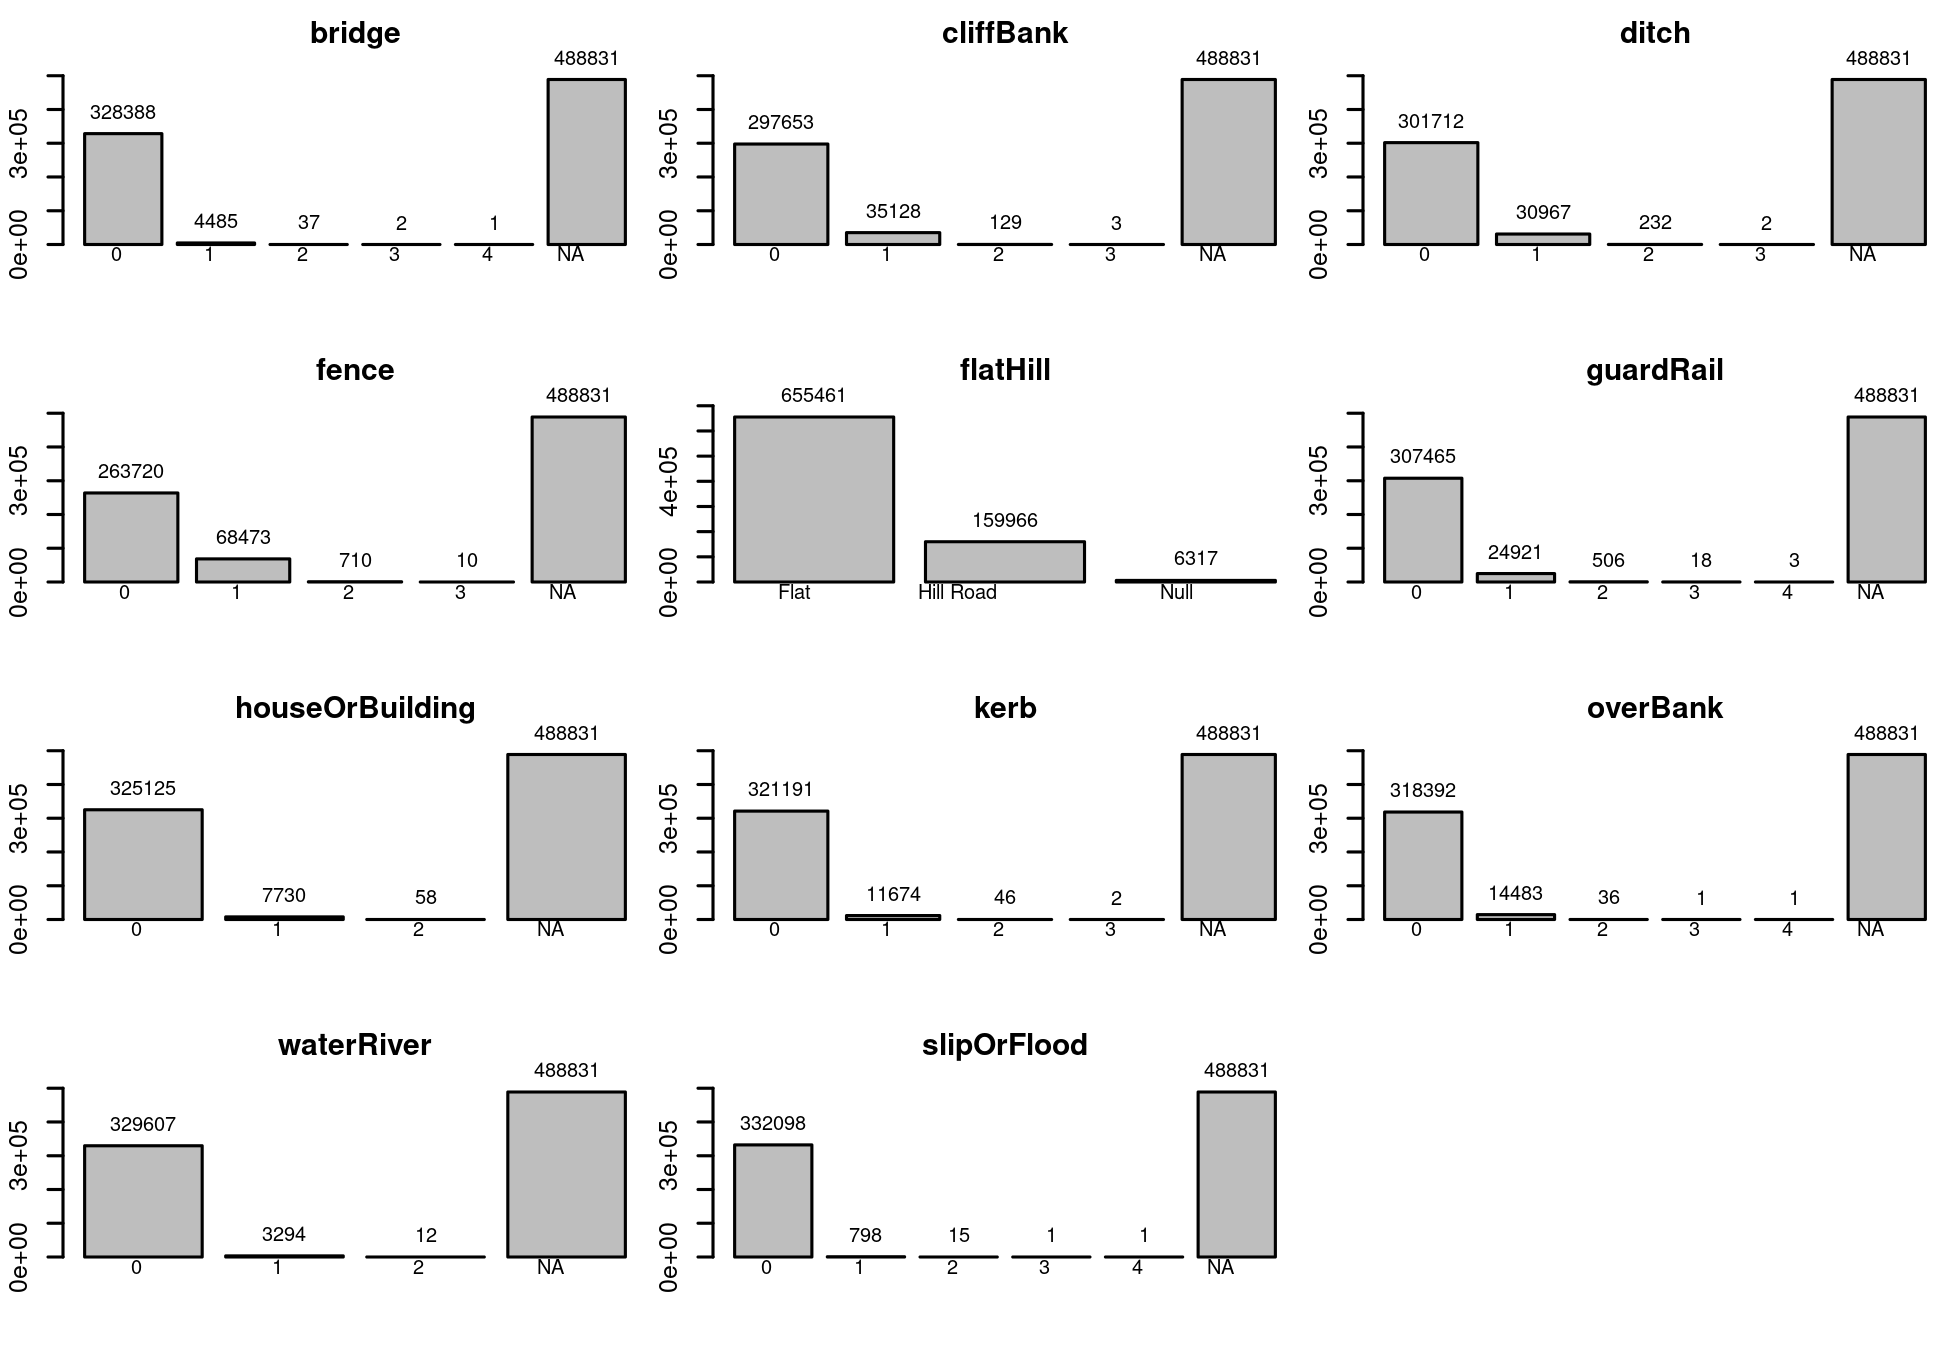 bridge
488831
328388
4485
37
2
1
0e+00
3e+05
0
1
2
3
4
NA
cliffBank
488831
297653
35128
129
3
0e+00
3e+05
0
1
2
3
NA
ditch
488831
301712
30967
232
2
0e+00
3e+05
0
1
2
3
NA
fence
488831
263720
68473
710
10
0e+00
3e+05
0
1
2
3
NA
flatHill
655461
159966
6317
0e+00
4e+05
Flat
Hill Road
Null
guardRail
488831
307465
24921
506
18
3
0e+00
3e+05
0
1
2
3
4
NA
houseOrBuilding
488831
325125
7730
58
0e+00
3e+05
0
1
2
NA
kerb
488831
321191
11674
46
2
0e+00
3e+05
0
1
2
3
NA
overBank
488831
318392
14483
36
1
1
0e+00
3e+05
0
1
2
3
4
NA
waterRiver
488831
329607
3294
12
0e+00
3e+05
0
1
2
NA
slipOrFlood
488831
332098
798
15
1
1
0e+00
3e+05
0
1
2
3
4
NA